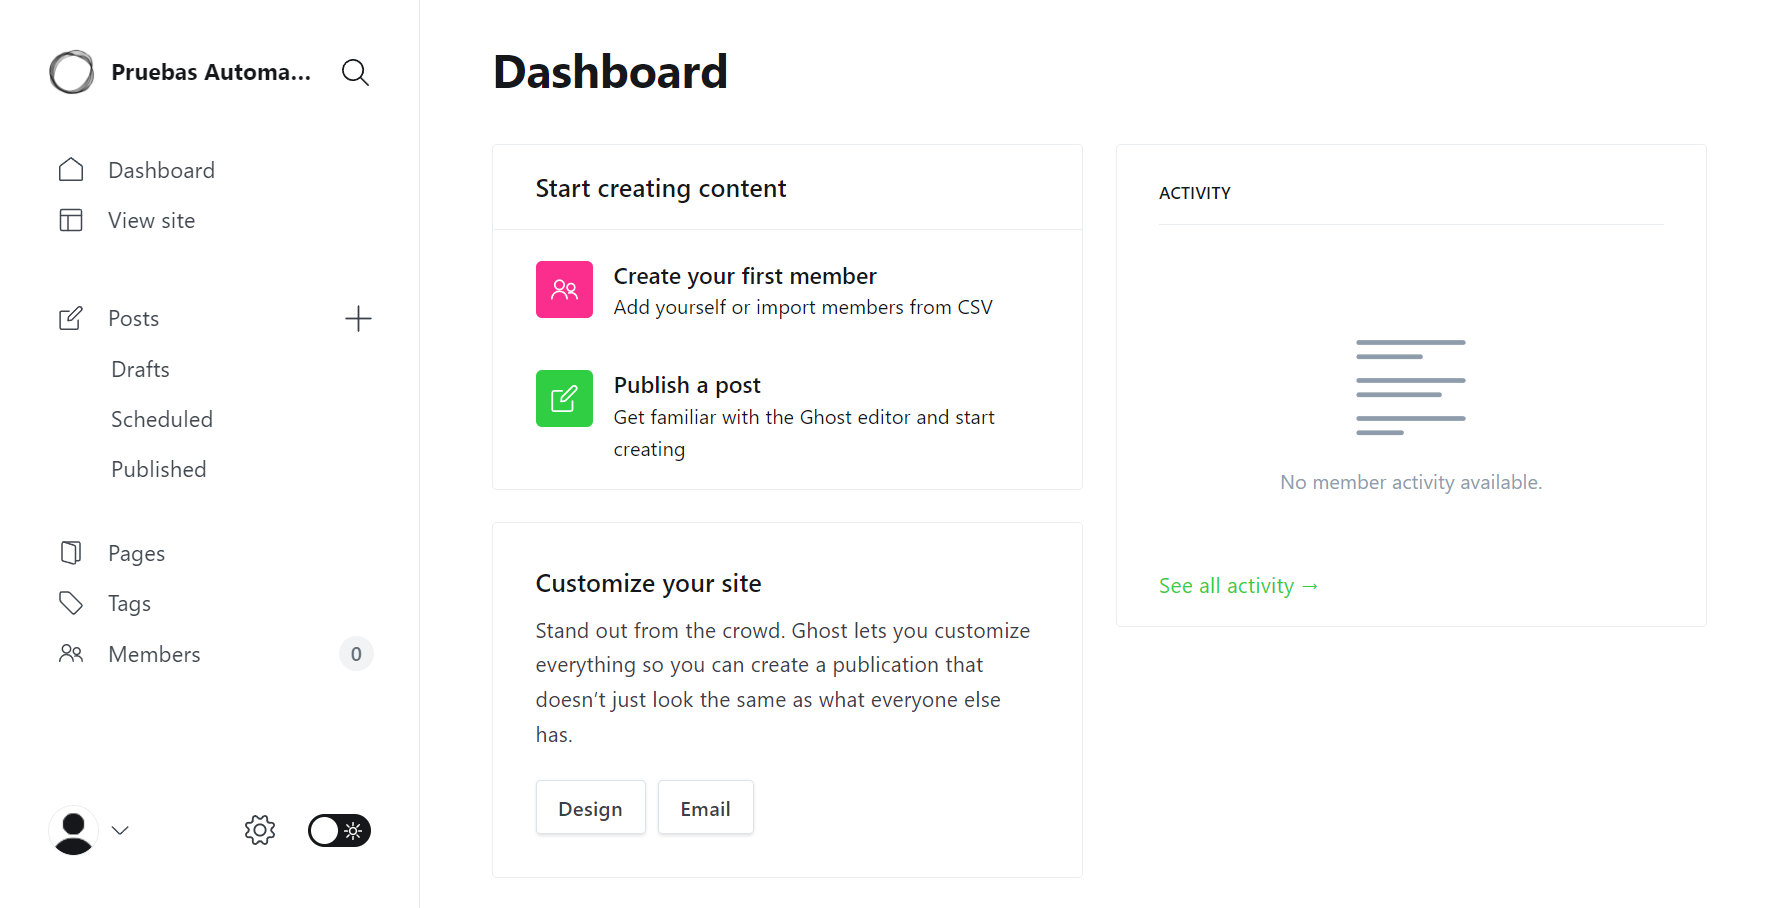 Pruebas Automa...
Dashboard
View site
Posts
Drafts
Scheduled
Published
Pages
Tags
Members
0
Dashboard
Start creating content
Create your first member
Add yourself or import members from CSV
Publish a post
Get familiar with the Ghost editor and start
creating
Customize your site
Stand out from the crowd. Ghost lets you customize
everything so you can create a publication that
doesn’t just look the same as what everyone else
has.
Design
Email
ACTIVITY
No member activity available.
See all activity →